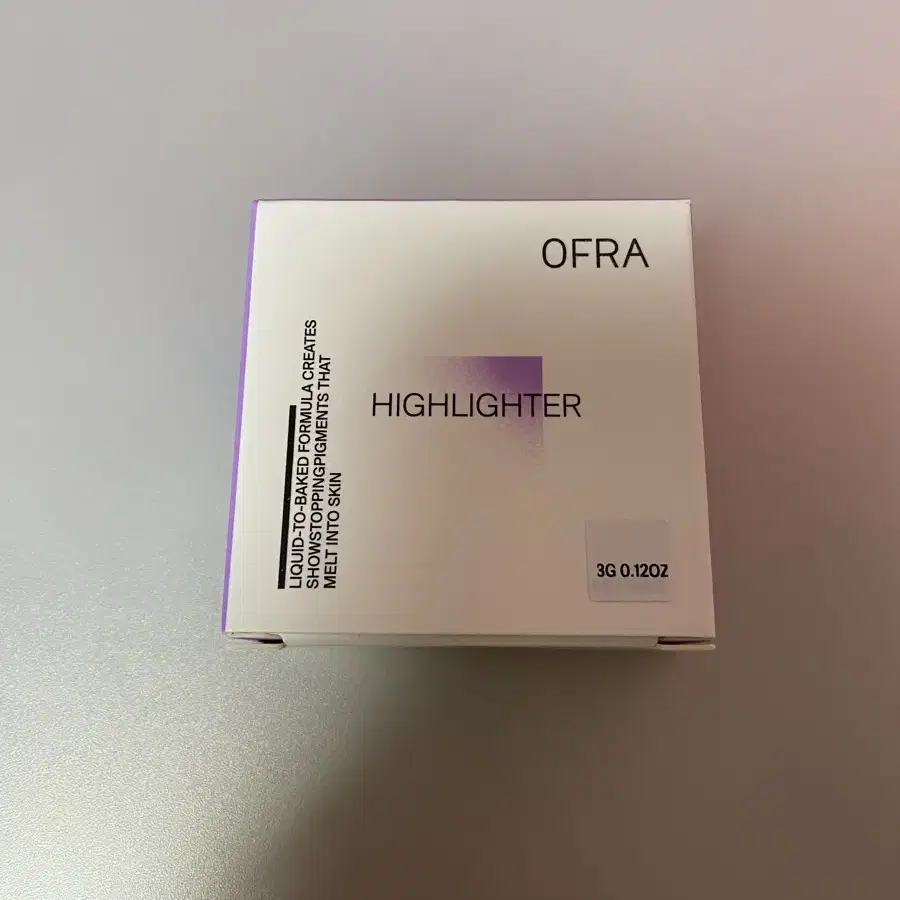 OFRA
HIGHLIGHTER
LIQUID-TO-BAKED FORMULA CREATES
SHOWSTOPPINGPIGMENTS THAT
MELT INTO SKIN
3G 0.12OZ